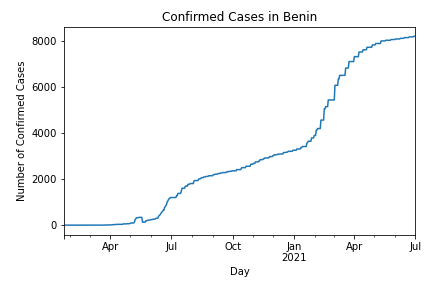 Confirmed Cases in Benin
Number of Confirmed Cases
8000
6000
4000
2000
0
Apr
Jul
Oct
Jan
2021
Apr
Jul
Day